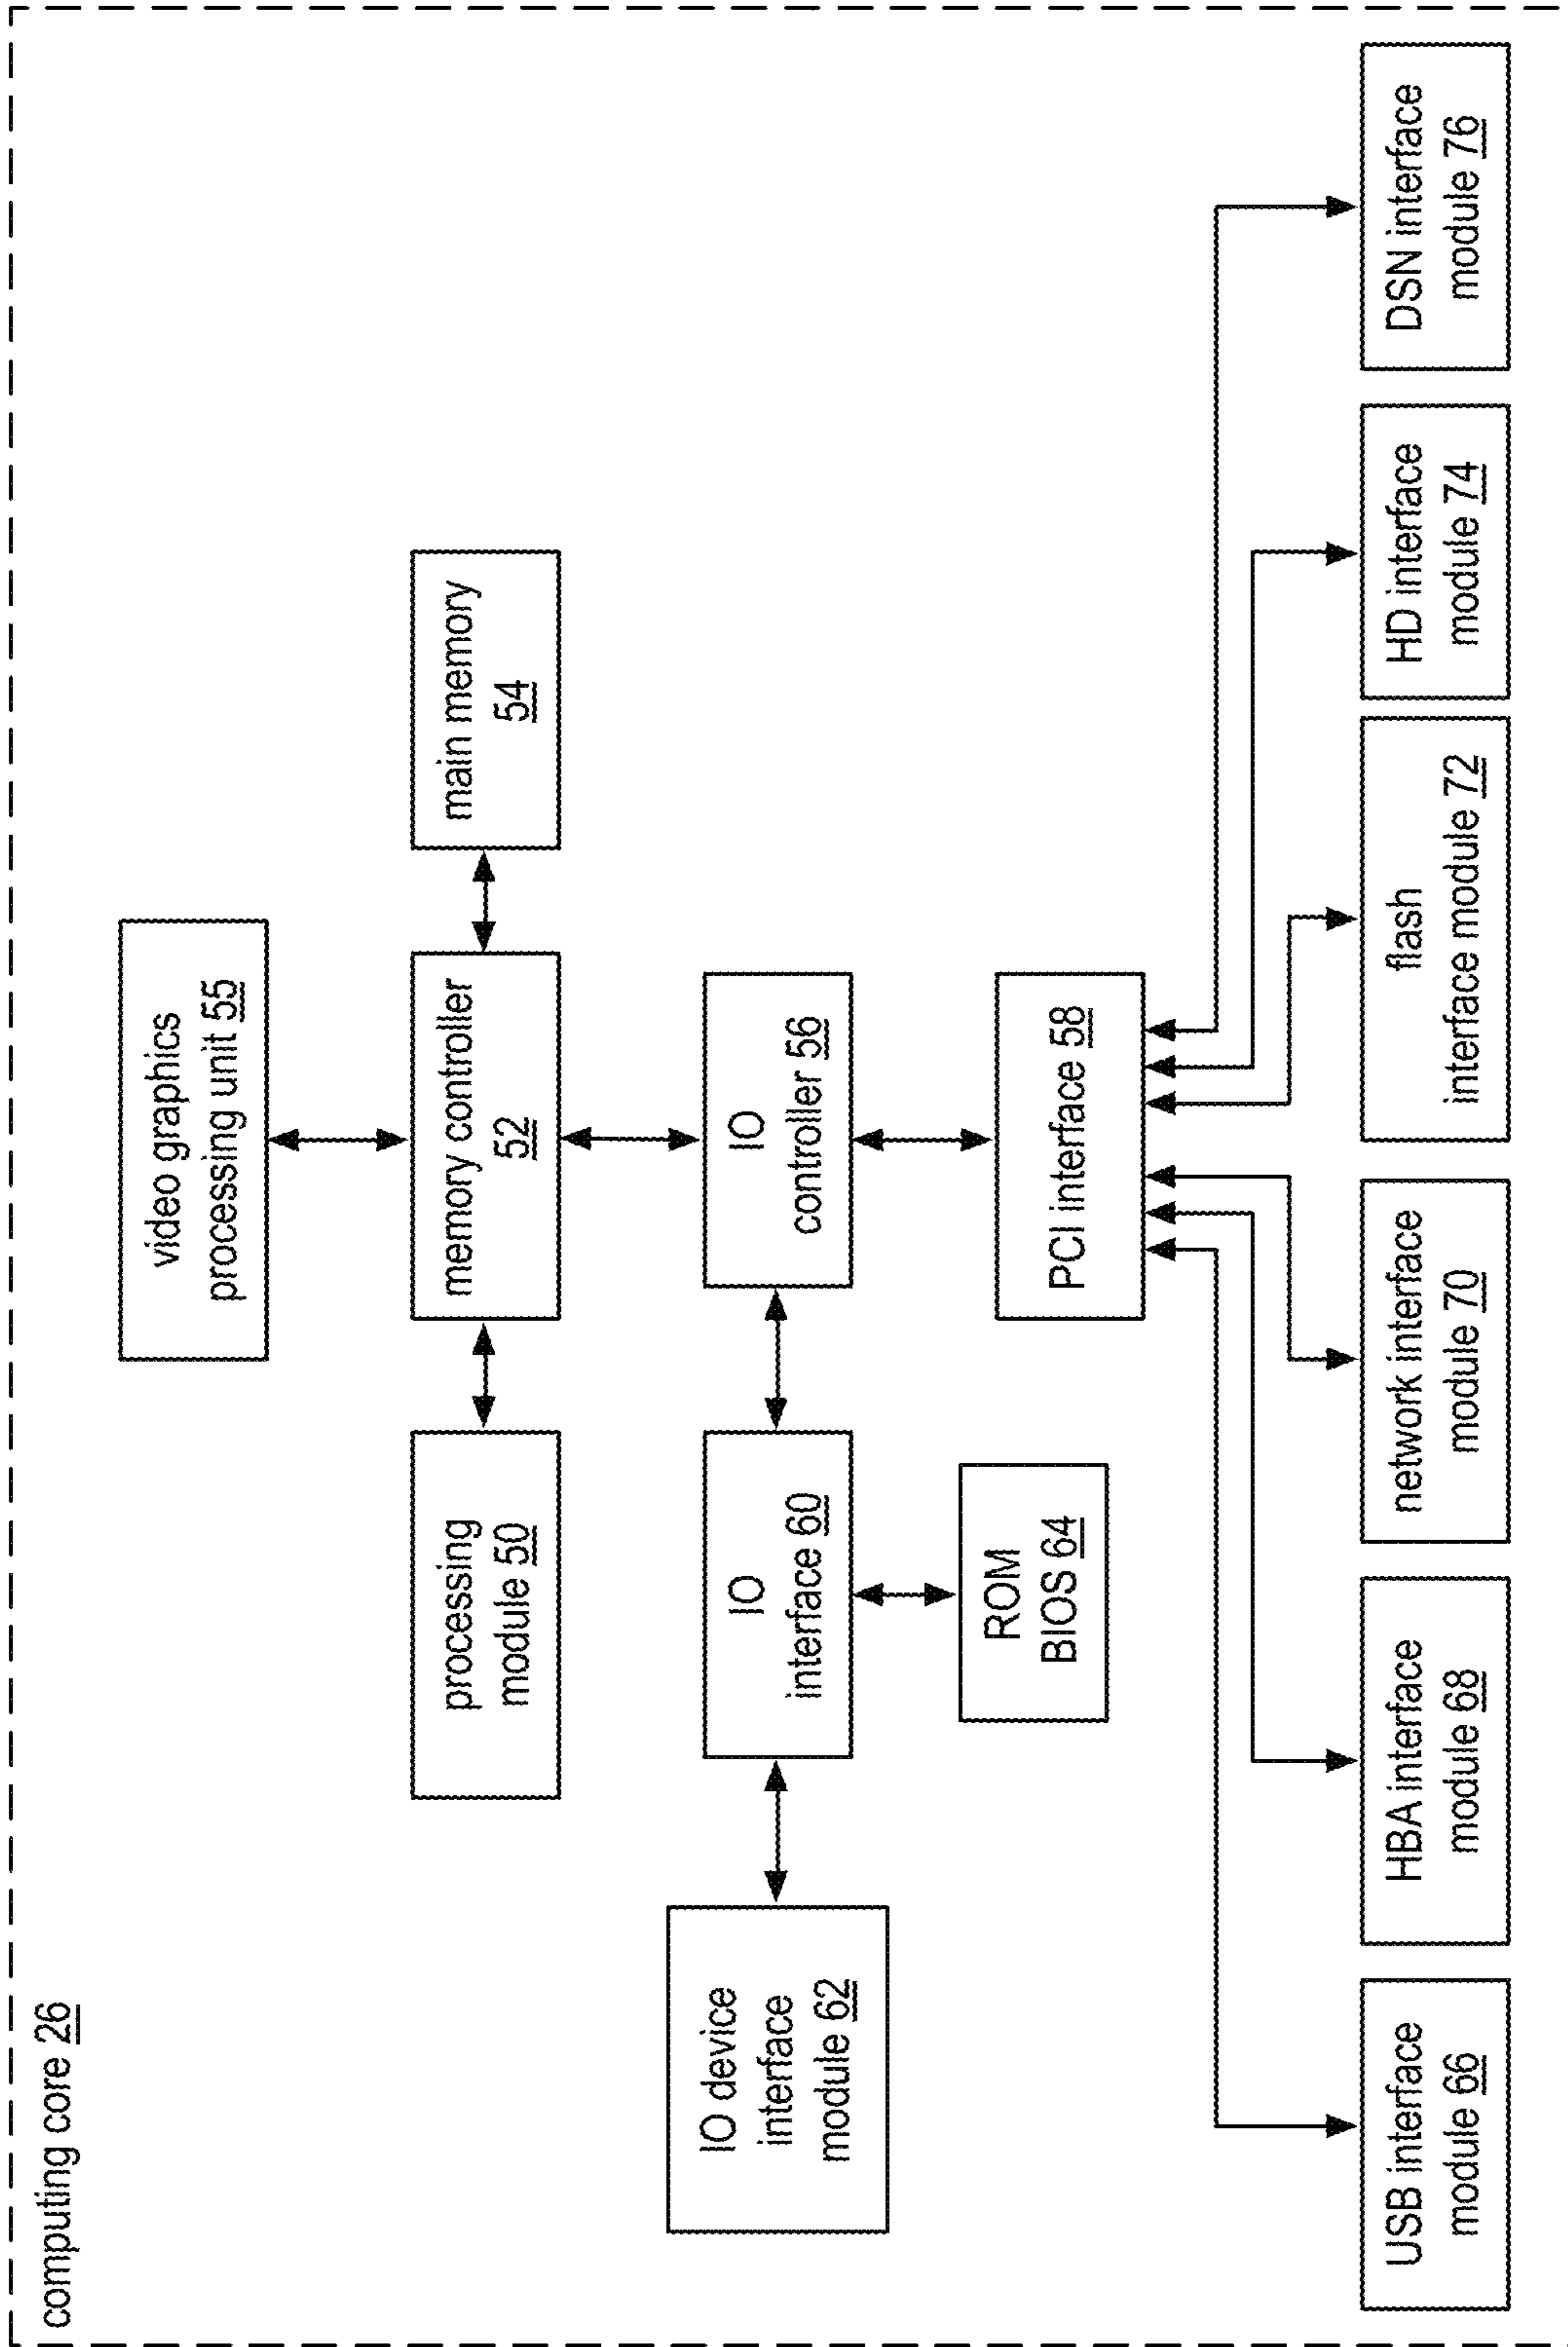 computing core 26
video graphics
processing unit 55
processing
module 50
memory controller
52
main memory
54
IO device
interface
module 62
IO
interface 60
IO
controller 56
ROM
BIOS 64
PCI interface 58
USB interface
module 66
HBA interface
module 68
network interface
module 70
flash
interface module 72
HD interface
module 74
DSN interface
module 76